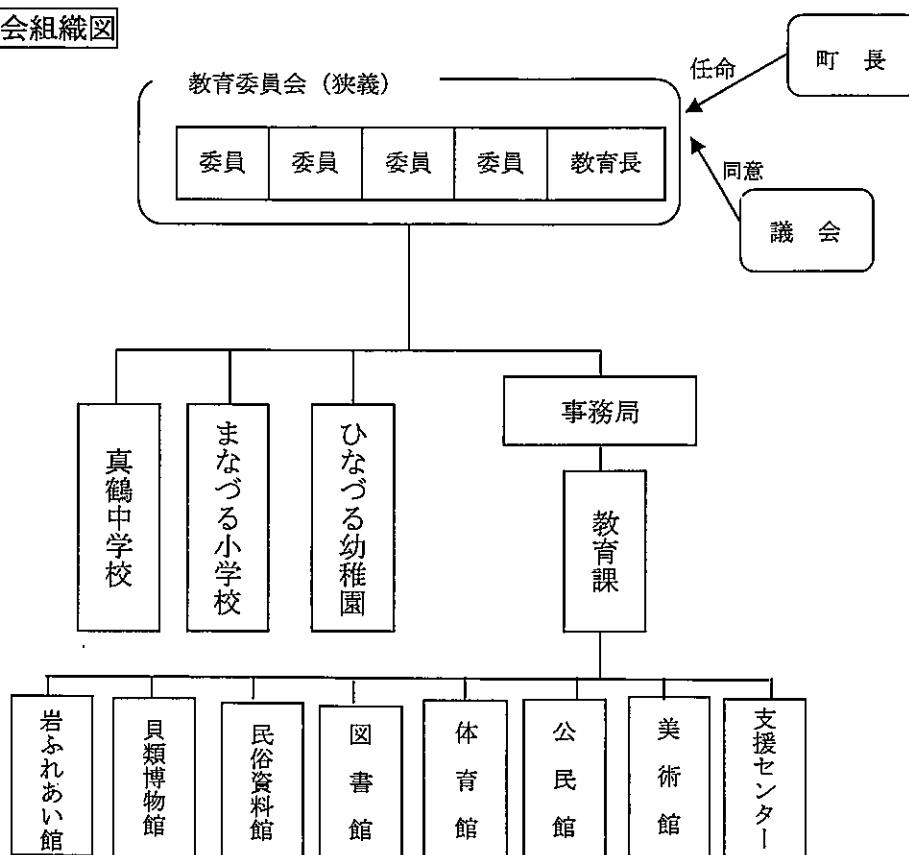 会組織図
教育委員会（狭義）
任命
町 長
委員 委員 委員 委員 教育長
同意
議 会
事務局
真鶴中学校
まなづる小学校
ひなづる幼稚園
教育課
岩ふれあい館
貝類博物館
民俗資料館
図書館
体育館
公民館
美術館
支援センター